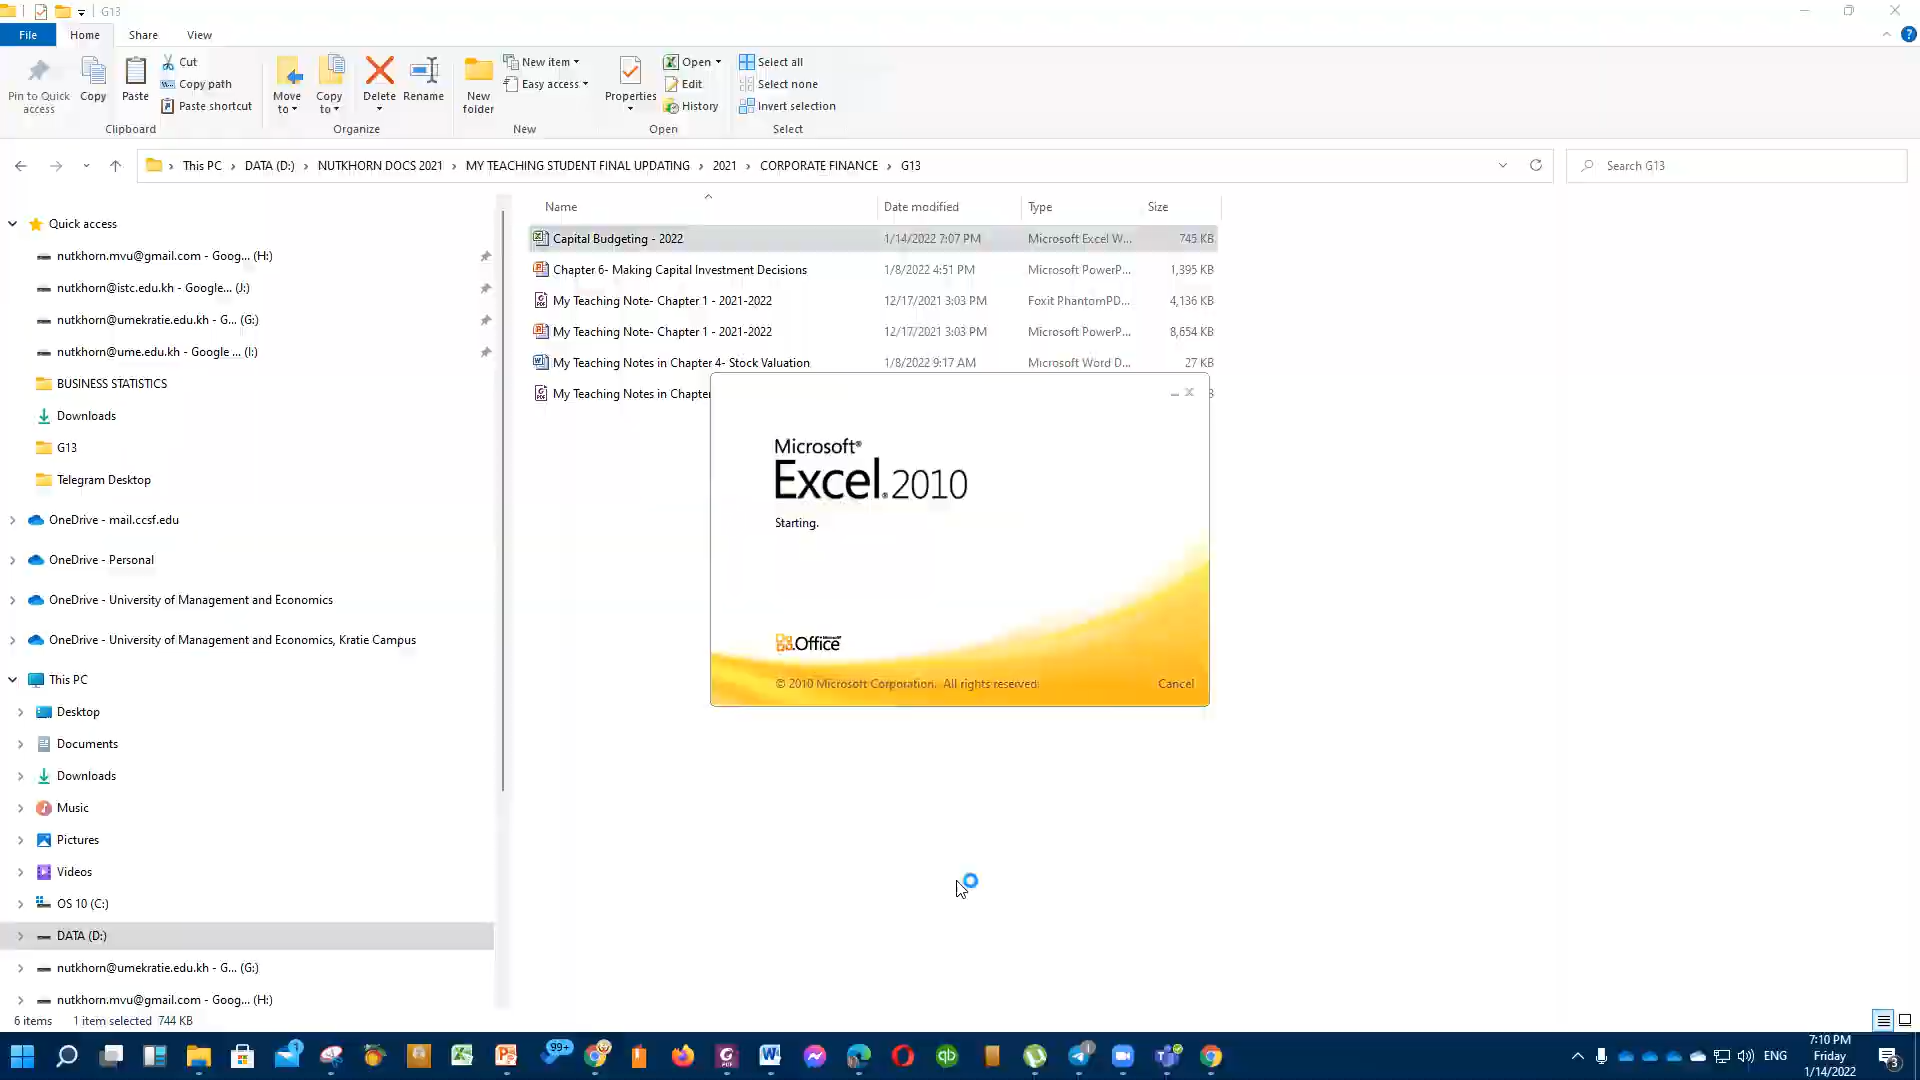 G13
File Home Share View
Pin to Quick access
Copy
Paste
Cut
Copy path
Paste shortcut
Clipboard
Move to
Copy to
Delete
Rename
Organize
New folder
New item
Easy access
New
Properties
Open
Edit
History
Open
Select all
Select none
Invert selection
Select
This PC › DATA (D:) › NUTKHORN DOCS 2021 › MY TEACHING STUDENT FINAL UPDATING › 2021 › CORPORATE FINANCE › G13
Search G13
Quick access
nutkhorn.mvu@gmail.com - Goog... (H:)
nutkhorn@istc.edu.kh - Google... (J:)
nutkhorn@umekratie.edu.kh - G... (G:)
nutkhorn@ume.edu.kh - Google ... (I:)
BUSINESS STATISTICS
Downloads
G13
Telegram Desktop
OneDrive - mail.ccsf.edu
OneDrive - Personal
OneDrive - University of Management and Economics
OneDrive - University of Management and Economics, Kratie Campus
This PC
Desktop
Documents
Downloads
Music
Pictures
Videos
OS 10 (C:)
DATA (D:)
nutkhorn@umekratie.edu.kh - G... (G:)
nutkhorn.mvu@gmail.com - Goog... (H:)
Name Date modified Type Size
Capital Budgeting - 2022 1/14/2022 7:07 PM Microsoft Excel W... 745 KB
Chapter 6- Making Capital Investment Decisions 1/8/2022 4:51 PM Microsoft PowerP... 1,395 KB
My Teaching Note- Chapter 1 - 2021-2022 12/17/2021 3:03 PM Foxit PhantomPD... 4,136 KB
My Teaching Note- Chapter 1 - 2021-2022 12/17/2021 3:03 PM Microsoft PowerP... 8,654 KB
My Teaching Notes in Chapter 4- Stock Valuation 1/8/2022 9:17 AM Microsoft Word D... 27 KB
My Teaching Notes in Chapter
Microsoft®
Excel® 2010
Starting.
Microsoft Office
© 2010 Microsoft Corporation. All rights reserved.
Cancel
6 items 1 item selected 744 KB
1
99+
ENG
7:10 PM
Friday
1/14/2022
3